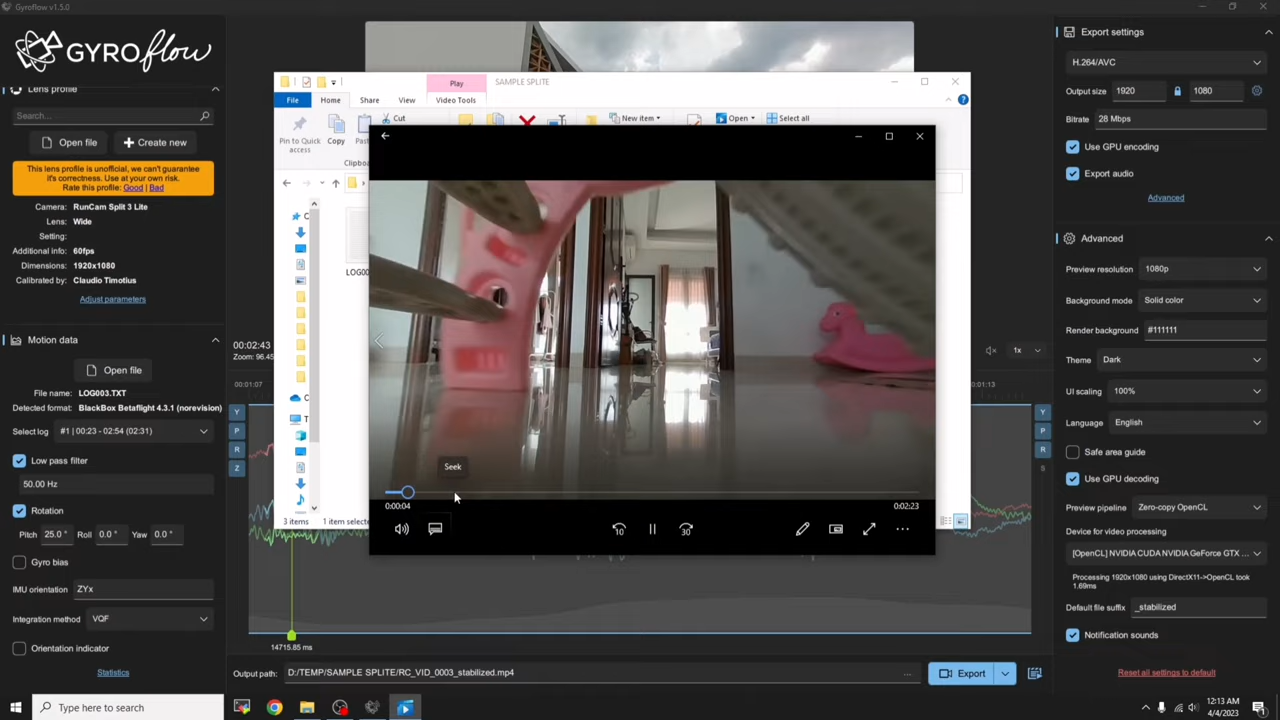 Gyroflow v1.5.0
GYROflow
Lens profile
Search...
Open file
Create new
This lens profile is unofficial, we can't guarantee
it's correctness. Use at your own risk.
Rate this profile: Good | Bad
Camera: RunCam Split 3 Lite
Lens: Wide
Setting:
Additional info: 60fps
Dimensions: 1920x1080
Calibrated by: Claudio Timotius
Adjust parameters
Motion data
Open file
File name: LOG003.TXT
Detected format: BlackBox Betaflight 4.3.1 (norevision)
Select log #1 | 00:23 - 02:54 (02:31)
Low pass filter
50.00 Hz
Rotation
Pitch 25.0 ° Roll 0.0 ° Yaw 0.0 °
Gyro bias
IMU orientation ZYx
Integration method VQF
Orientation indicator
Statistics
Play SAMPLE SPLITE
File Home Share View Video Tools
Cut New item Open Select all
Pin to Quick
access
Copy
3 items
00:02:43
00:01:07
00:01:13
1x
Y
P
R
Z
Y
P
R
S
Seek
0:00:04
0:02:23
10
30
14715.85 ms
Output path: D:/TEMP/SAMPLE SPLITE/RC_VID_0003_stabilized.mp4 ...
Export
Export settings
H.264/AVC
Output size 1920 1080
Bitrate 28 Mbps
Use GPU encoding
Export audio
Advanced
Advanced
Preview resolution 1080p
Background mode Solid color
Render background #111111
Theme Dark
UI scaling 100%
Language English
Safe area guide
Use GPU decoding
Preview pipeline Zero-copy OpenCL
Device for video processing
[OpenCL] NVIDIA CUDA NVIDIA GeForce GTX ...
Processing 1920x1080 using DirectX11->OpenCL took
1.69ms
Default file suffix _stabilized
Notification sounds
Reset all settings to default
Type here to search
12:13 AM
4/4/2023